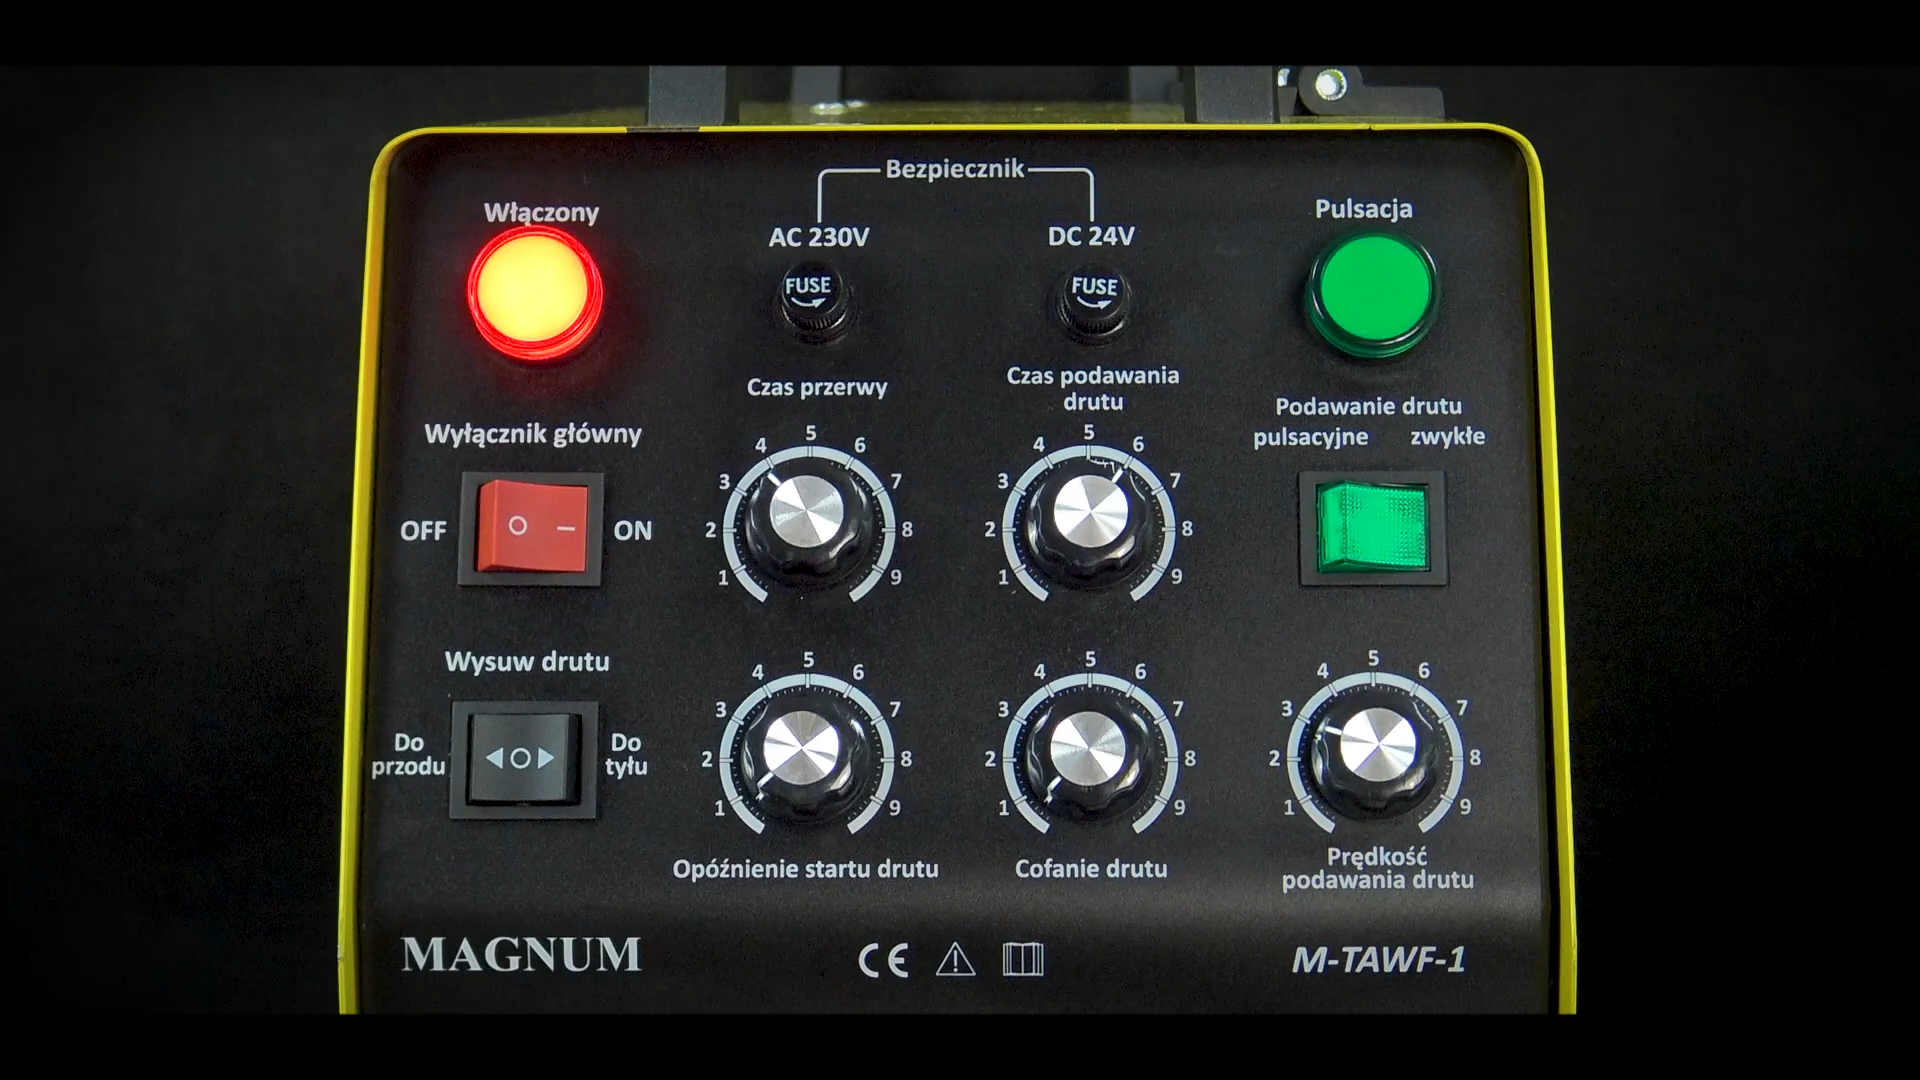 Bezpiecznik
Włączony
AC 230V
DC 24V
Pulsacja
FUSE
FUSE
Czas przerwy
Czas podawania
drutu
Podawanie drutu
pulsacyjne zwykłe
Wyłącznik główny
OFF
O –
ON
1 2 3 4 5 6 7 8 9
1 2 3 4 5 6 7 8 9
Wysuw drutu
Do
przodu
O
Do
tyłu
1 2 3 4 5 6 7 8 9
1 2 3 4 5 6 7 8 9
1 2 3 4 5 6 7 8 9
Opóźnienie startu drutu
Cofanie drutu
Prędkość
podawania drutu
MAGNUM
CE
M-TAWF-1